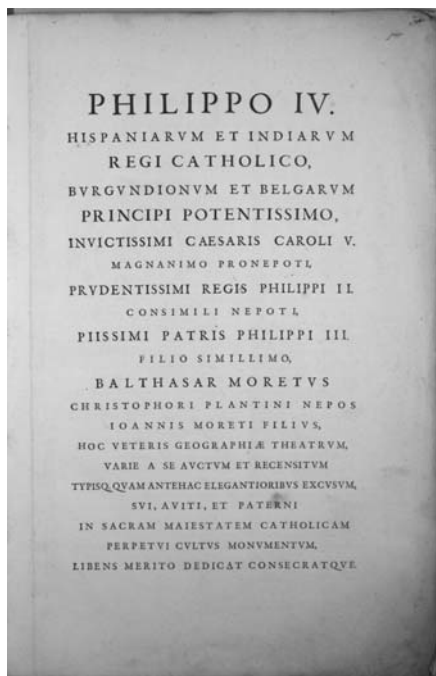 PHILIPPO IV.
HISPANIARVM ET INDIARVM
REGI CATHOLICO,
BVRGVNDIONVM ET BELGARVM
PRINCIPI POTENTISSIMO,
INVICTISSIMI CAESARIS CAROLI V.
MAGNANIMO PRONEPOTI,
PRVDENTISSIMI REGIS PHILIPPI II.
CONSIMILI NEPOTI,
PIISSIMI PATRIS PHILIPPI III.
FILIO SIMILLIMO,
BALTHASAR MORETVS
CHRISTOPHORI PLANTINI NEPOS
IOANNIS MORETI FILIVS,
HOC VETERIS GEOGRAPHIÆ THEATRVM,
VARIE A SE AVCTVM ET RECENSITVM
TYPISQ. QVAM ANTEHAC ELEGANTIORIBVS EXCVSVM,
SVI, AVITI, ET PATERNI
IN SACRAM MAIESTATEM CATHOLICAM
PERPETVI CVLTVS MONVMENTVM,
LIBENS MERITO DEDICAT CONSECRATQVE.